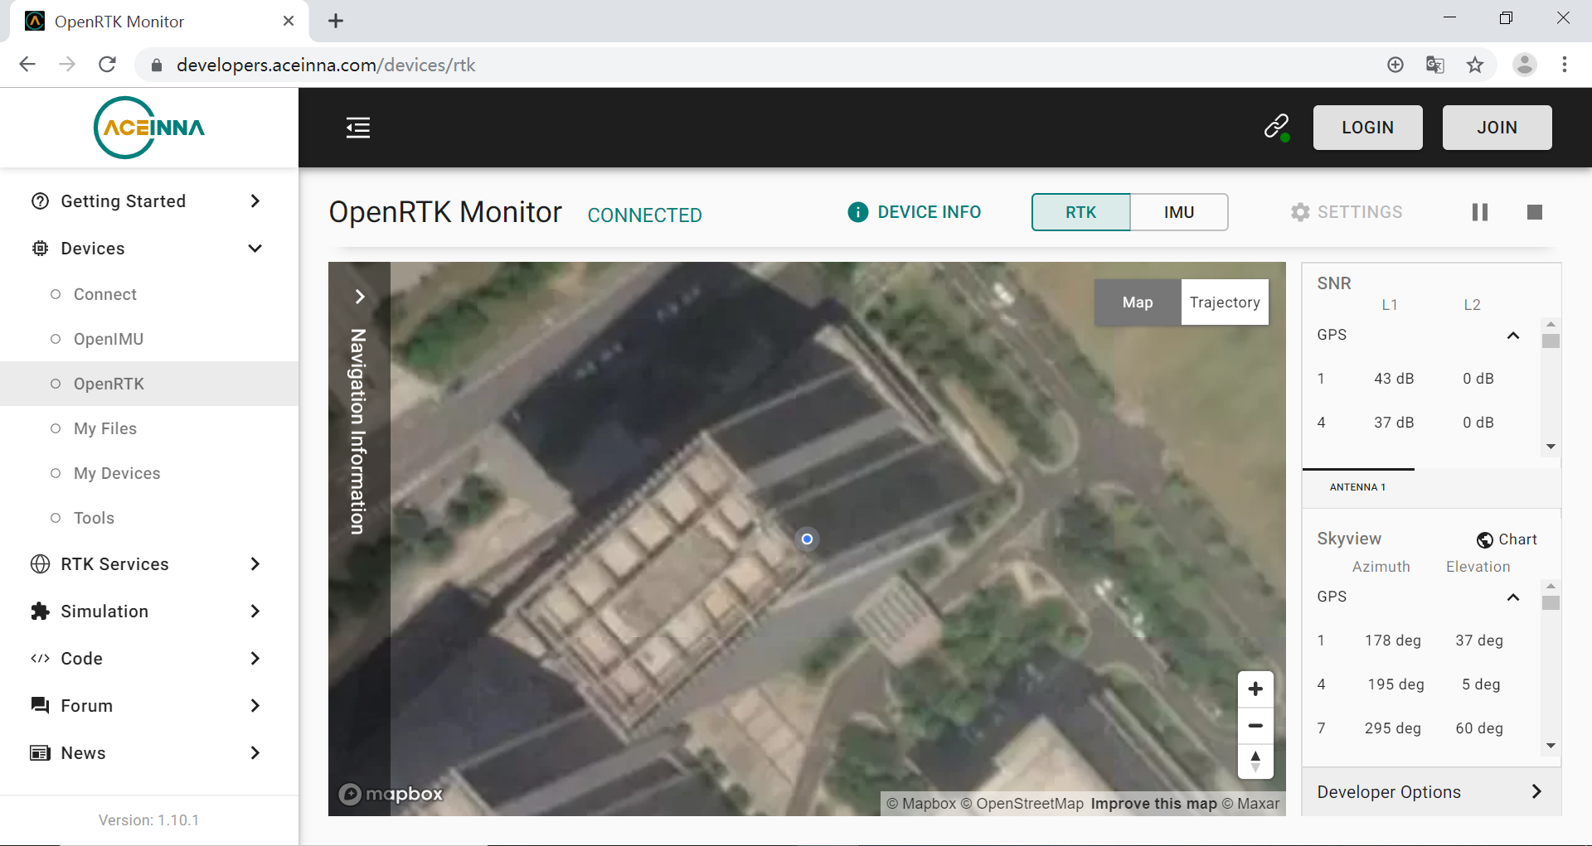 OpenRTK Monitor
developers.aceinna.com/devices/rtk
ACEINNA
LOGIN
JOIN
Getting Started
Devices
Connect
OpenIMU
OpenRTK
My Files
My Devices
Tools
RTK Services
Simulation
Code
Forum
News
Version: 1.10.1
OpenRTK Monitor
CONNECTED
DEVICE INFO
RTK
IMU
SETTINGS
Navigation Information
Map
Trajectory
mapbox
© Mapbox © OpenStreetMap Improve this map © Maxar
SNR
L1 L2
GPS
1 43 dB 0 dB
4 37 dB 0 dB
ANTENNA 1
Skyview
Chart
Azimuth Elevation
GPS
1 178 deg 37 deg
4 195 deg 5 deg
7 295 deg 60 deg
Developer Options